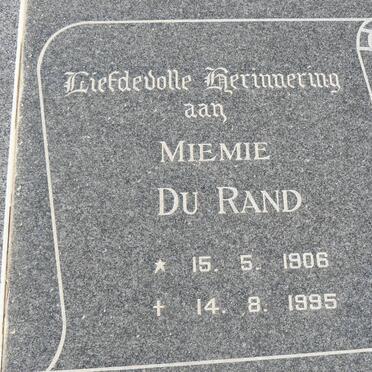 Liefdevolle Herinnering
aan
MIEMIE
DU RAND
* 15. 5. 1906
† 14. 8. 1995